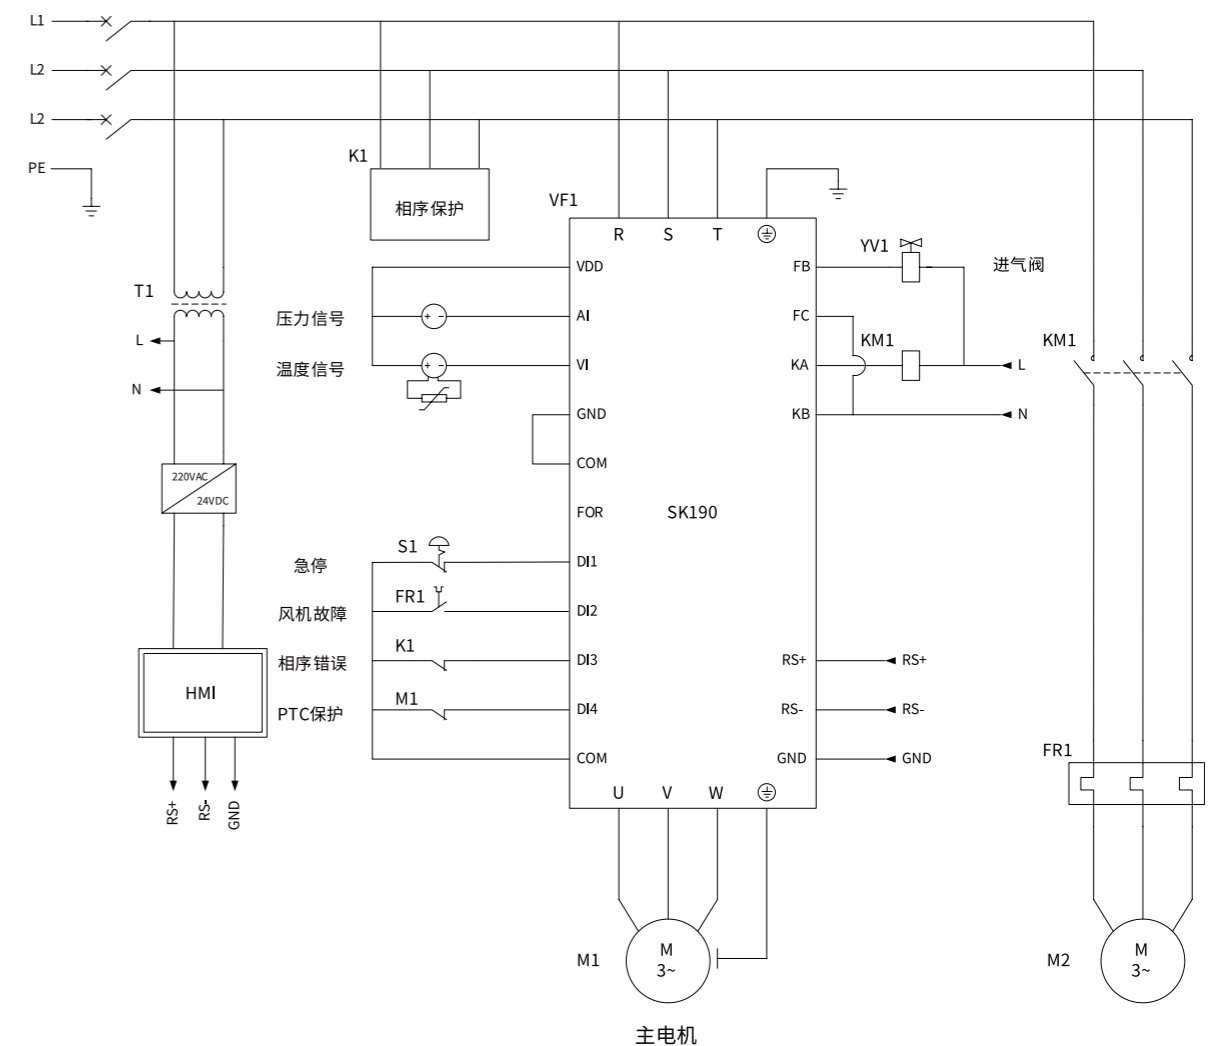 L1
L2
L2
PE
K1
相序保护
VF1
R S T
T1
L
N
220VAC
24VDC
HMI
RS+ RS- GND
压力信号
温度信号
急停
S1
风机故障
FR1
相序错误
K1
PTC保护
M1
VDD
AI
VI
GND
COM
FOR
DI1
DI2
DI3
DI4
COM
SK190
FB
FC
KA
KB
RS+
RS-
GND
U V W
YV1
进气阀
KM1
L
N
RS+
RS-
GND
KM1
FR1
M1
M
3~
主电机
M2
M
3~